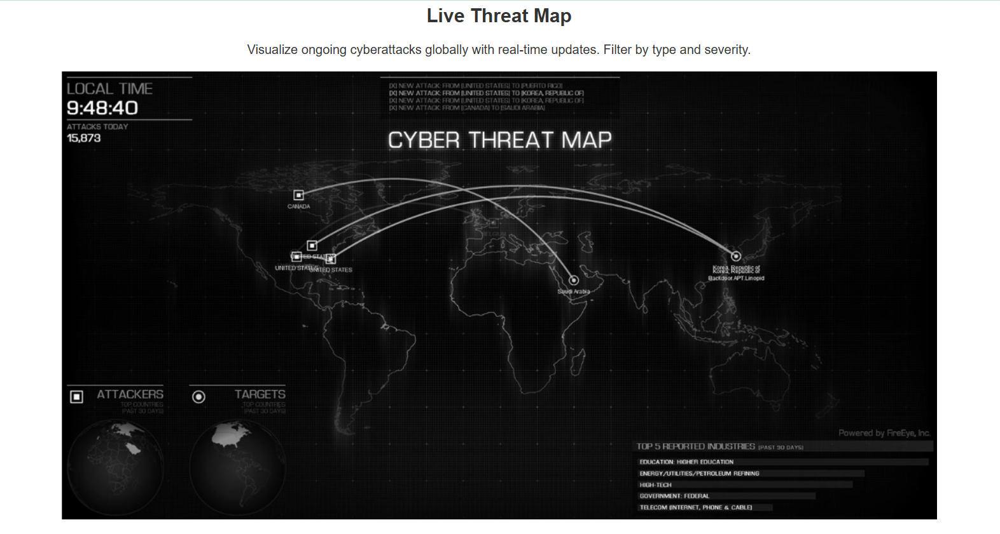 Live Threat Map
Visualize ongoing cyberattacks globally with real-time updates. Filter by type and severity.
LOCAL TIME
9:48:40
ATTACKS TODAY
15,873
[X] NEW ATTACK: FROM [UNITED STATES] TO [PUERTO RICO]
[X] NEW ATTACK: FROM [UNITED STATES] TO [KOREA, REPUBLIC OF]
[X] NEW ATTACK: FROM [UNITED STATES] TO [KOREA, REPUBLIC OF]
[X] NEW ATTACK: FROM [CANADA] TO [SAUDI ARABIA]
CYBER THREAT MAP
CANADA
BELGIUM
UNITED STATES
UNITED STATES
UNITED STATES
Korea, Republic of
Korea, Republic of
Backdoor.APT.Linopid
Saudi Arabia
ATTACKERS
TOP COUNTRIES
[PAST 30 DAYS]
TARGETS
TOP COUNTRIES
[PAST 30 DAYS]
Powered by FireEye, Inc.
TOP 5 REPORTED INDUSTRIES [PAST 30 DAYS]
EDUCATION: HIGHER EDUCATION
ENERGY/UTILITIES/PETROLEUM REFINING
HIGH-TECH
GOVERNMENT: FEDERAL
TELECOM (INTERNET, PHONE & CABLE)